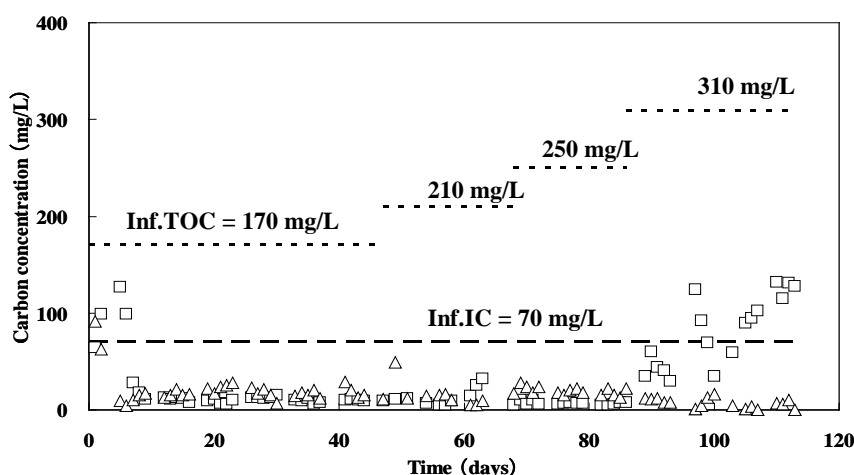 400
300
200
100
0
Carbon concentration (mg/L)
310 mg/L
250 mg/L
210 mg/L
Inf.TOC = 170 mg/L
Inf.IC = 70 mg/L
0 20 40 60 80 100 120
Time (days)